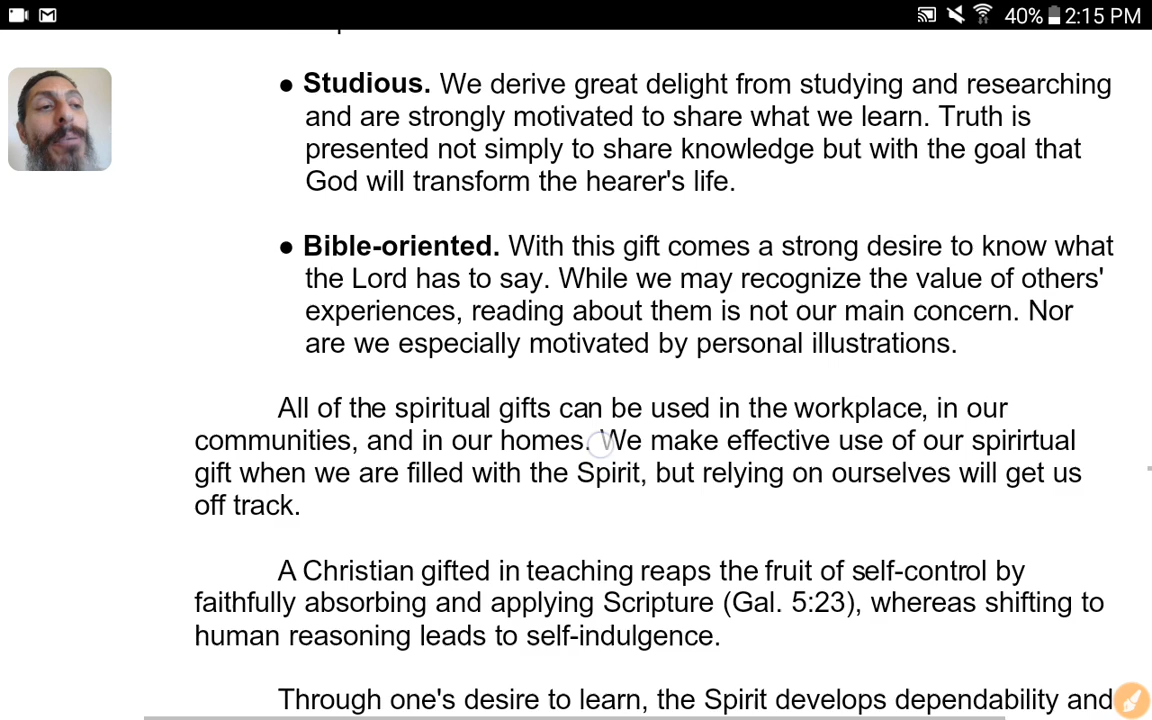 40% 2:15 PM
● Studious. We derive great delight from studying and researching
and are strongly motivated to share what we learn. Truth is
presented not simply to share knowledge but with the goal that
God will transform the hearer's life.
● Bible-oriented. With this gift comes a strong desire to know what
the Lord has to say. While we may recognize the value of others'
experiences, reading about them is not our main concern. Nor
are we especially motivated by personal illustrations.
All of the spiritual gifts can be used in the workplace, in our
communities, and in our homes. We make effective use of our spirirtual
gift when we are filled with the Spirit, but relying on ourselves will get us
off track.
A Christian gifted in teaching reaps the fruit of self-control by
faithfully absorbing and applying Scripture (Gal. 5:23), whereas shifting to
human reasoning leads to self-indulgence.
Through one's desire to learn, the Spirit develops dependability and